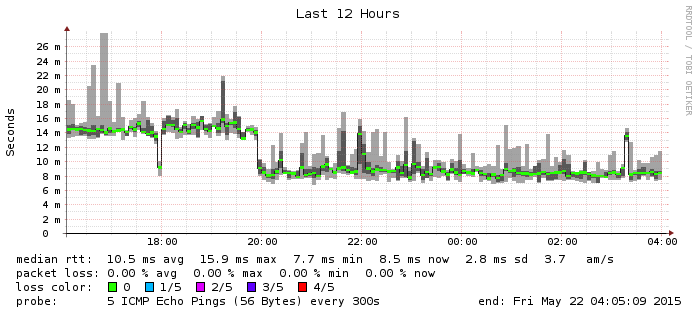 Last 12 Hours
RRDTOOL / TOBI OETIKER
Seconds
26 m
24 m
22 m
20 m
18 m
16 m
14 m
12 m
10 m
8 m
6 m
4 m
2 m
0
18:00 20:00 22:00 00:00 02:00 04:00
median rtt: 10.5 ms avg 15.9 ms max 7.7 ms min 8.5 ms now 2.8 ms sd 3.7 am/s
packet loss: 0.00 % avg 0.00 % max 0.00 % min 0.00 % now
loss color: 0 1/5 2/5 3/5 4/5
probe: 5 ICMP Echo Pings (56 Bytes) every 300s end: Fri May 22 04:05:09 2015